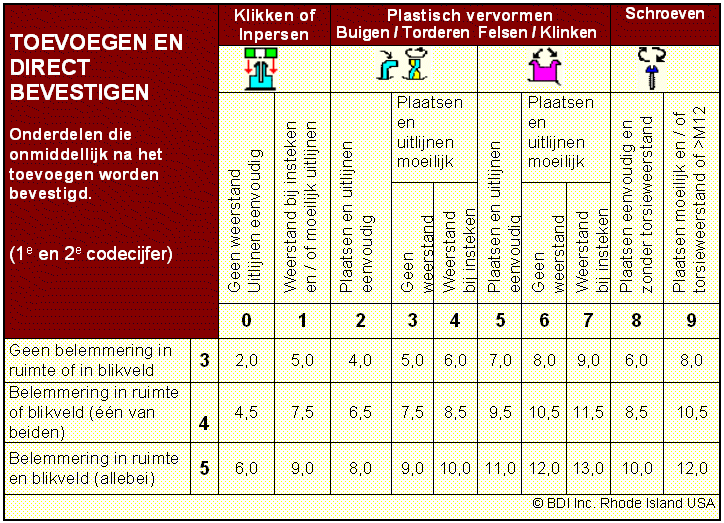 TOEVOEGEN EN
DIRECT
BEVESTIGEN
Onderdelen die
onmiddellijk na het
toevoegen worden
bevestigd.
(1e en 2e codecijfer)
Klikken of
Inpersen
Plastisch vervormen
Buigen / Torderen Felsen / Klinken
Schroeven
Geen weerstand
Uitlijnen eenvoudig
Weerstand bij insteken
en / of moeilijk uitlijnen
Plaatsen en uitlijnen
eenvoudig
Plaatsen
en
uitlijnen
moeilijk
Geen
weerstand
Weerstand
bij insteken
Plaatsen en uitlijnen
eenvoudig
Plaatsen
en
uitlijnen
moeilijk
Geen
weerstand
Weerstand
bij insteken
Plaatsen eenvoudig en
zonder torsieweerstand
Plaatsen moeilijk en / of
torsieweerstand of >M12
0 1 2 3 4 5 6 7 8 9
Geen belemmering in
ruimte of in blikveld
3 2,0 5,0 4,0 5,0 6,0 7,0 8,0 9,0 6,0 8,0
Belemmering in ruimte
of blikveld (één van
beiden)
4 4,5 7,5 6,5 7,5 8,5 9,5 10,5 11,5 8,5 10,5
Belemmering in ruimte
en blikveld (allebei)
5 6,0 9,0 8,0 9,0 10,0 11,0 12,0 13,0 10,0 12,0
© BDI Inc. Rhode Island USA